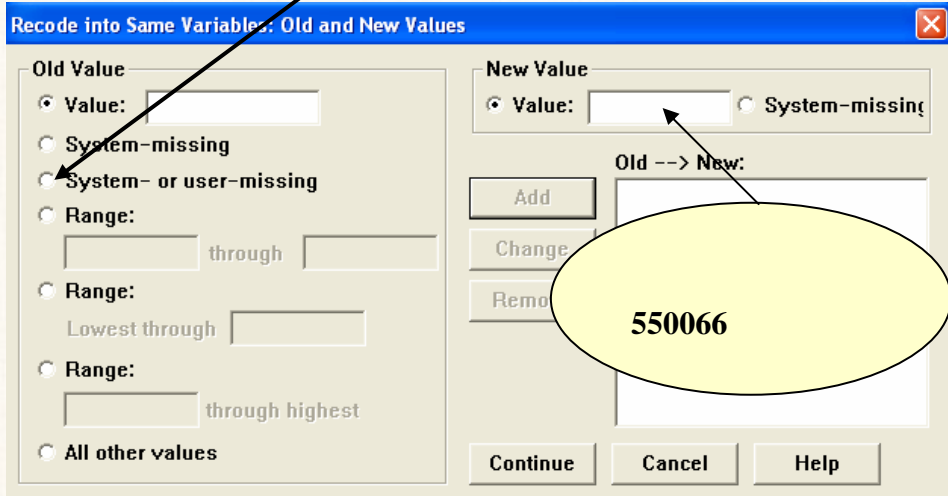 Recode into Same Variables: Old and New Values
Old Value
Value:
System-missing
System- or user-missing
Range:
through
Range:
Lowest through
Range:
through highest
All other values
New Value
Value:
System-missing
Old --> New:
Add
Change
Remo
550066
Continue
Cancel
Help